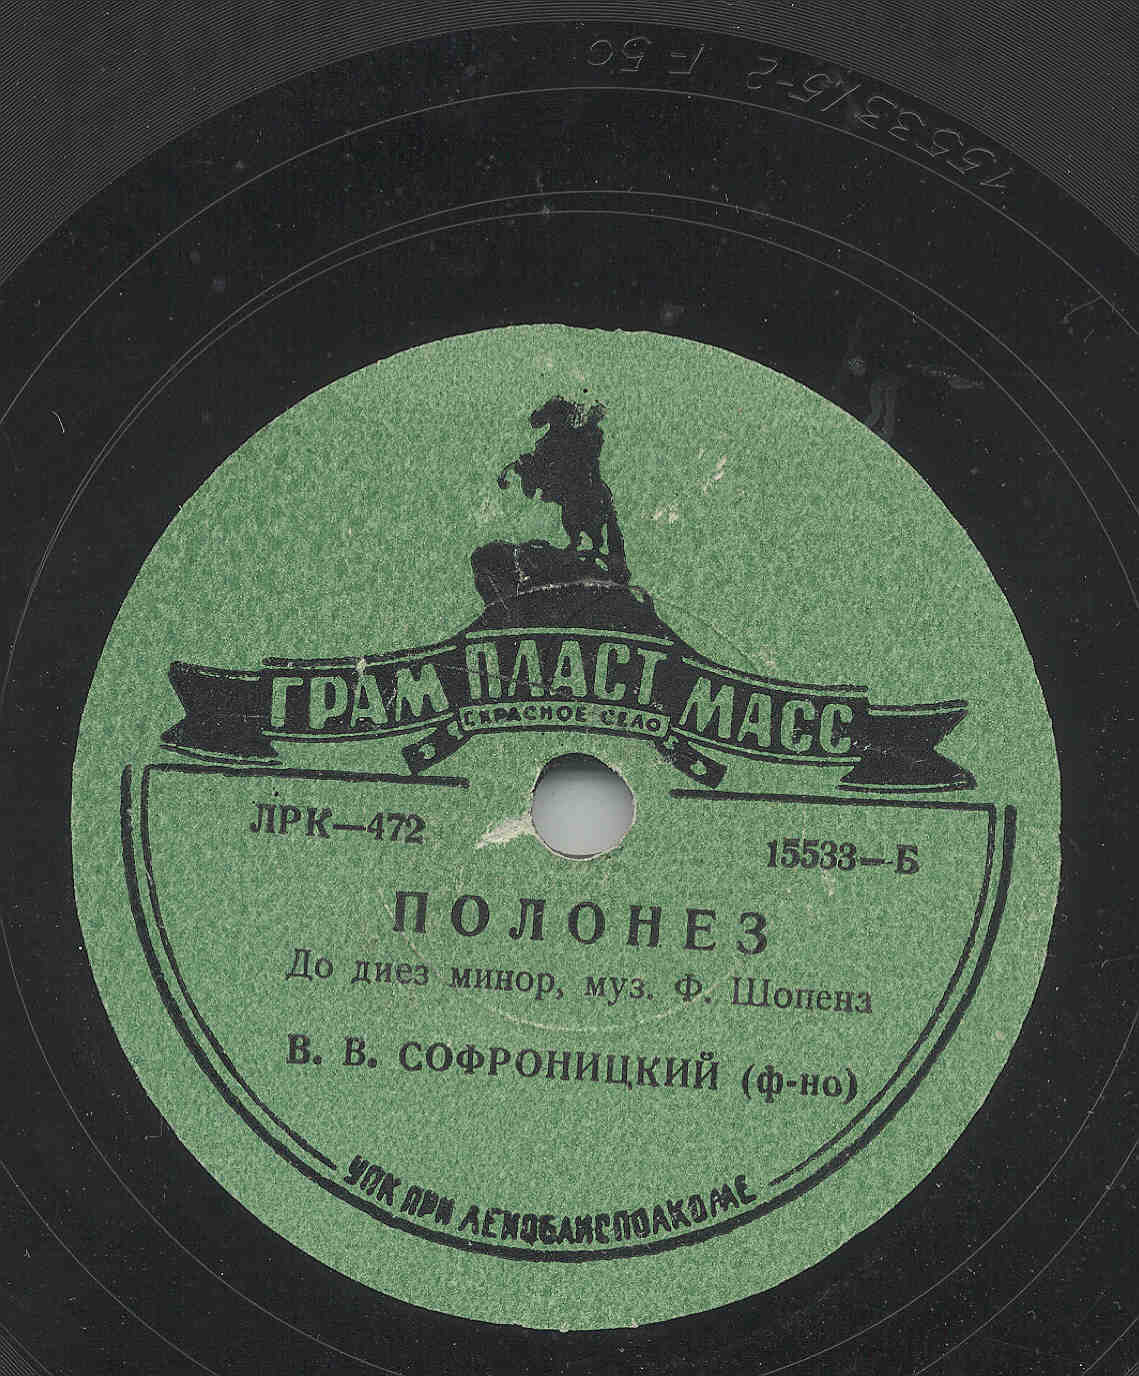 15533/5-2 F 50
ГРАМ ПЛАСТ МАСС
КРАСНОЕ СЕЛО
ЛРК—472
15533—Б
ПОЛОНЕЗ
До диез минор, муз. Ф. Шопена
В. В. СОФРОНИЦКИЙ (ф-но)
УПК ПРИ ЛЕНОБЛИСПОЛКОМЕ